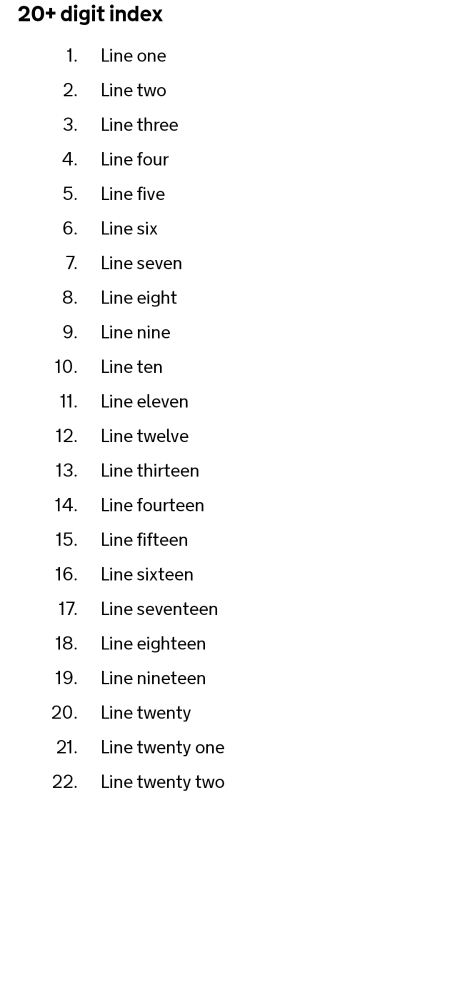 20+ digit index
1. Line one
2. Line two
3. Line three
4. Line four
5. Line five
6. Line six
7. Line seven
8. Line eight
9. Line nine
10. Line ten
11. Line eleven
12. Line twelve
13. Line thirteen
14. Line fourteen
15. Line fifteen
16. Line sixteen
17. Line seventeen
18. Line eighteen
19. Line nineteen
20. Line twenty
21. Line twenty one
22. Line twenty two